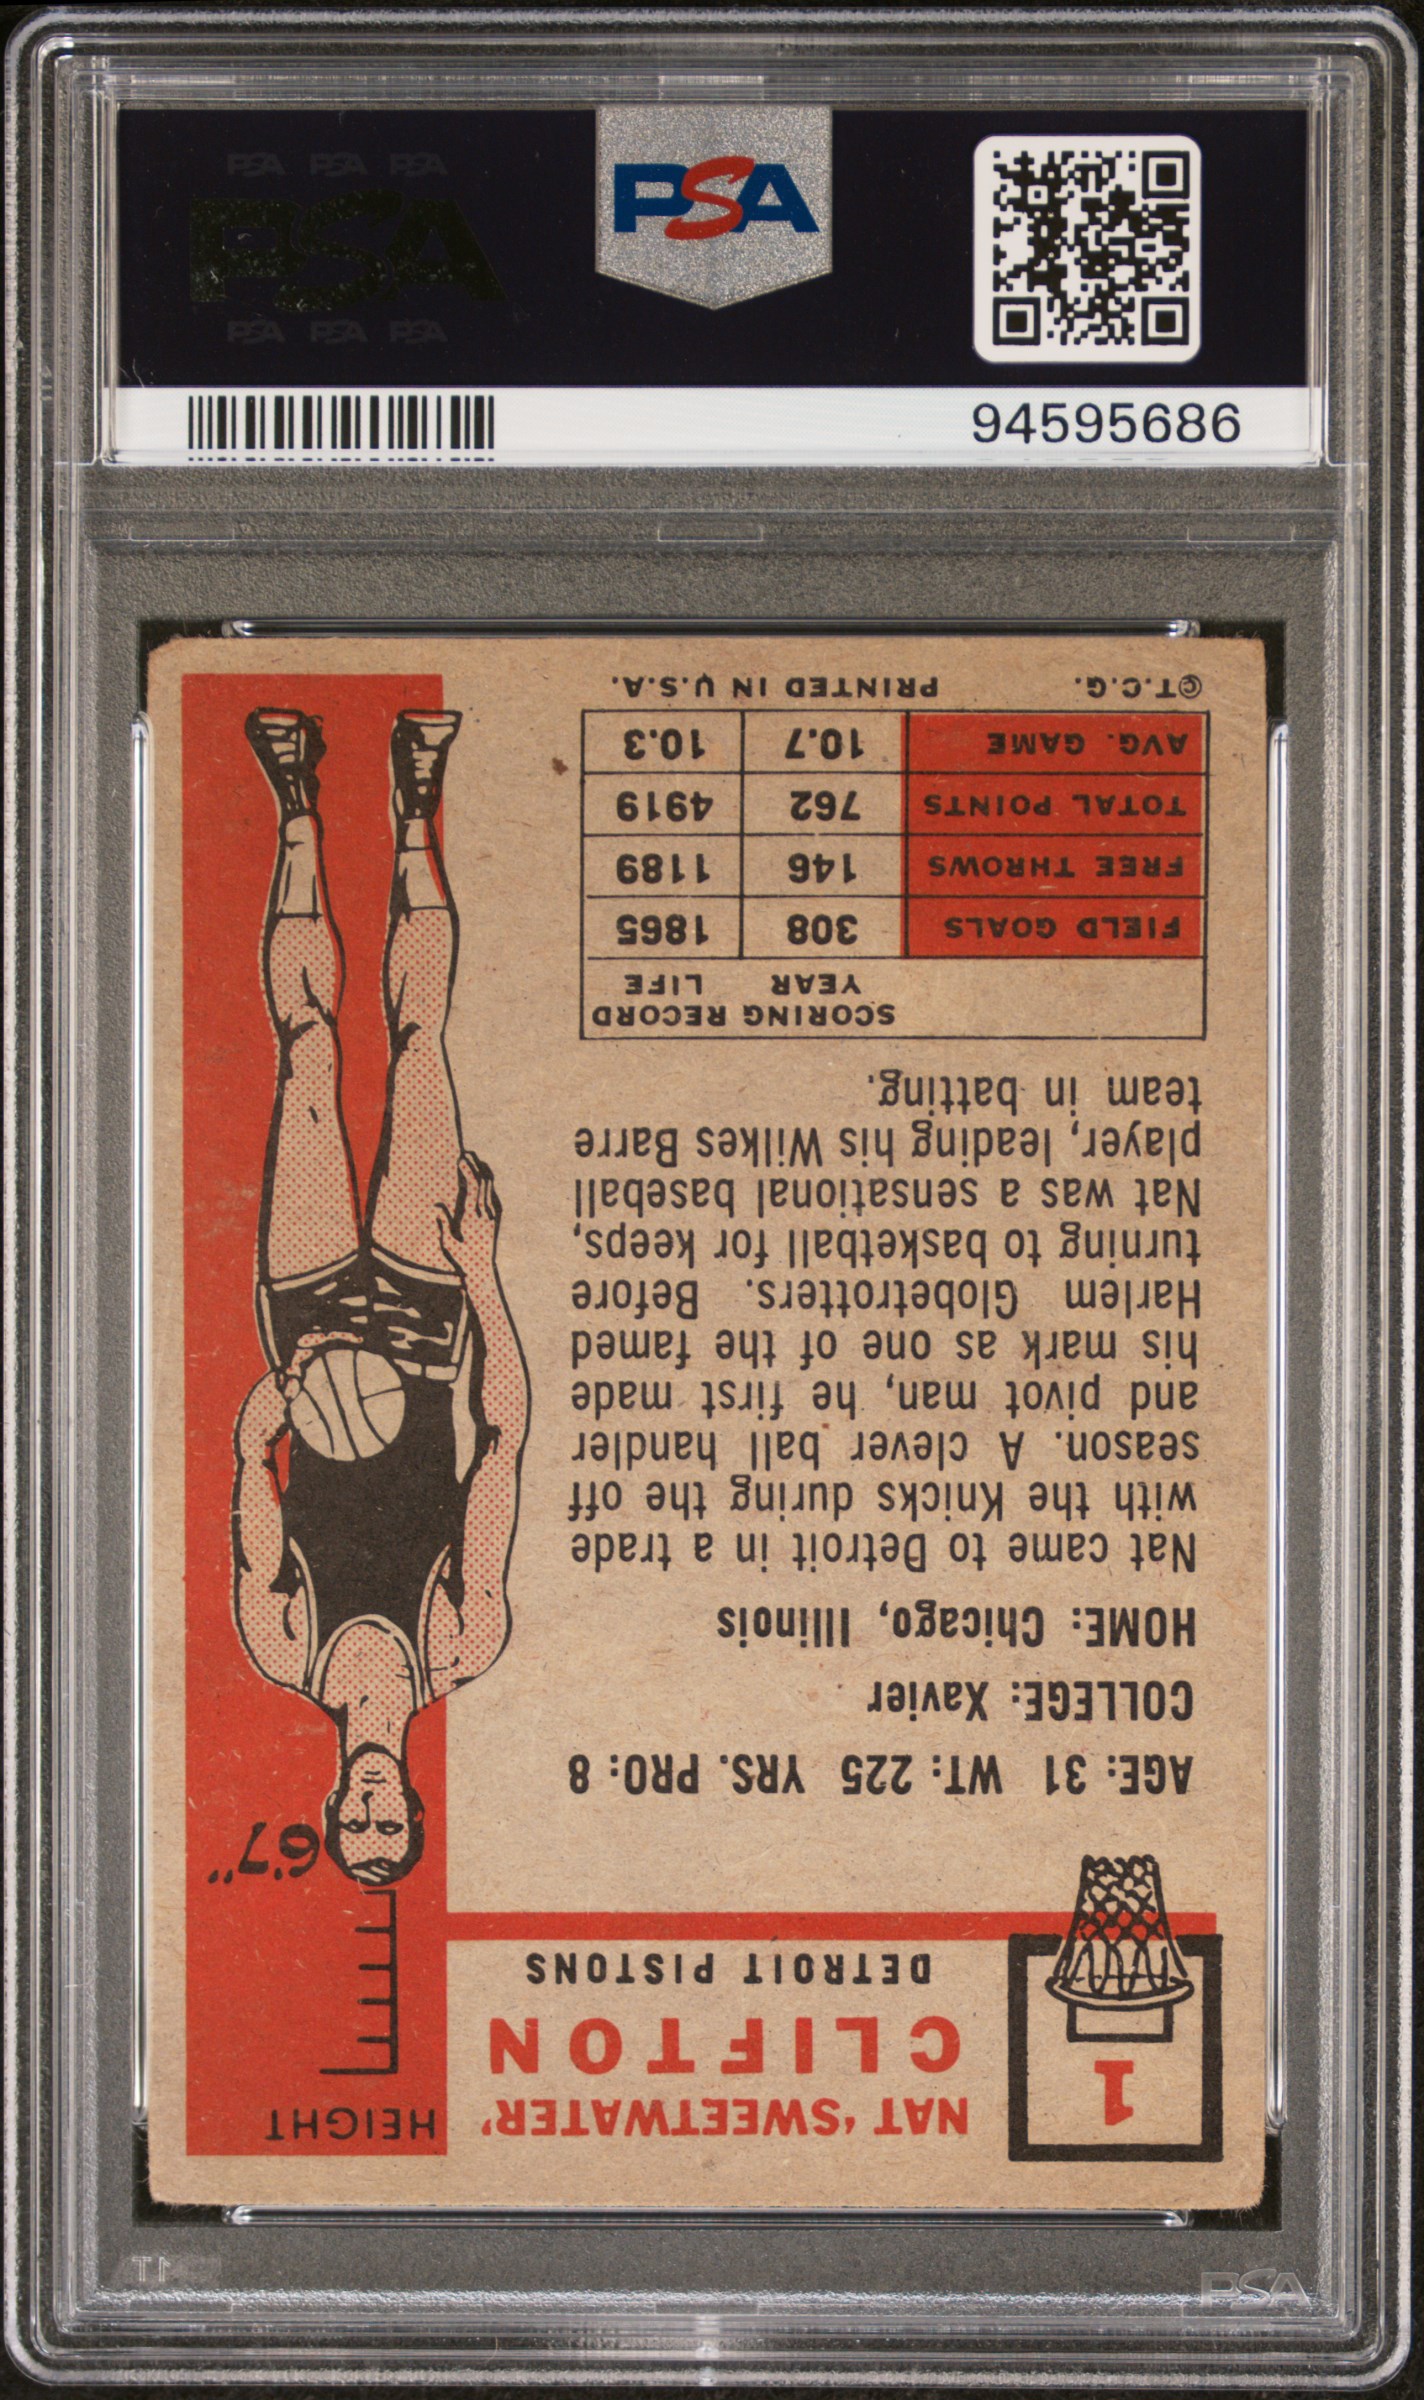 PSA PSA PSA
PSA
PSA PSA PSA
PSA
94595686
1
NAT 'SWEETWATER'
CLIFTON
DETROIT PISTONS
HEIGHT
6'7"
AGE: 31 WT: 225 YRS. PRO: 8
COLLEGE: Xavier
HOME: Chicago, Illinois
Nat came to Detroit in a trade
with the Knicks during the off
season. A clever ball handler
and pivot man, he first made
his mark as one of the famed
Harlem Globetrotters. Before
turning to basketball for keeps,
Nat was a sensational baseball
player, leading his Wilkes Barre
team in batting.
SCORING RECORD
YEAR LIFE
FIELD GOALS 308 1865
FREE THROWS 146 1189
TOTAL POINTS 762 4919
AVG. GAME 10.7 10.3
©T.C.G. PRINTED IN U.S.A.
PSA